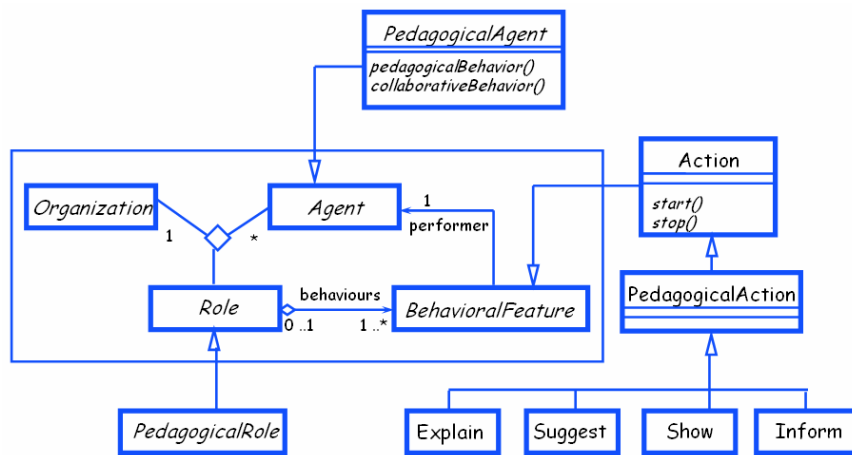 PedagogicalAgent
pedagogicalBehavior()
collaborativeBehavior()
Action
start()
stop()
Organization
Agent
1
performer
1
*
Role
behaviours
BehavioralFeature
0 ..1
1 ..*
PedagogicalAction
PedagogicalRole
Explain
Suggest
Show
Inform